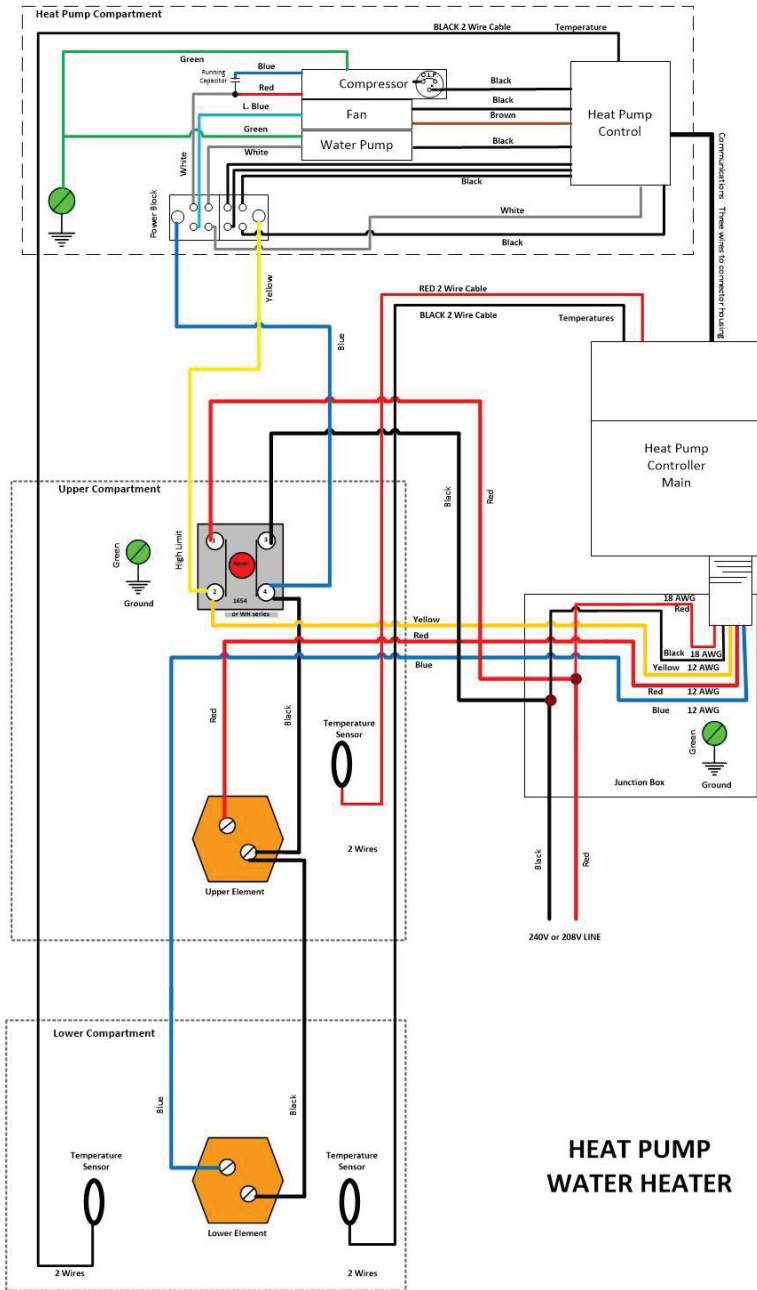 Heat Pump Compartment
BLACK 2 Wire Cable
Temperature
Green
Running
Capacitor
Blue
Red
Compressor
Black
L. Blue
Black
Fan
Brown
Heat Pump
Control
Green
Water Pump
Black
White
White
Black
Power Block
White
Black
Communications Three wires to connector housing
Yellow
RED 2 Wire Cable
BLACK 2 Wire Cable
Temperatures
Blue
Heat Pump
Controller
Main
Black
Red
Upper Compartment
Green
Ground
High Limit
1
3
2
4
1654
or WH series
18 AWG
Red
Yellow
Red
Blue
Black 18 AWG
Yellow 12 AWG
Red 12 AWG
Blue 12 AWG
Green
Ground
Junction Box
Red
Black
Temperature
Sensor
2 Wires
Upper Element
Black
Red
240V or 208V LINE
Lower Compartment
Blue
Black
Temperature
Sensor
Temperature
Sensor
Lower Element
2 Wires
2 Wires
HEAT PUMP
WATER HEATER